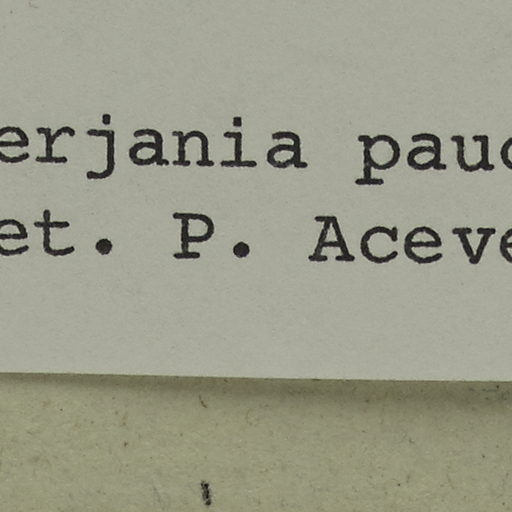 erjania pauc
et. P. Aceve